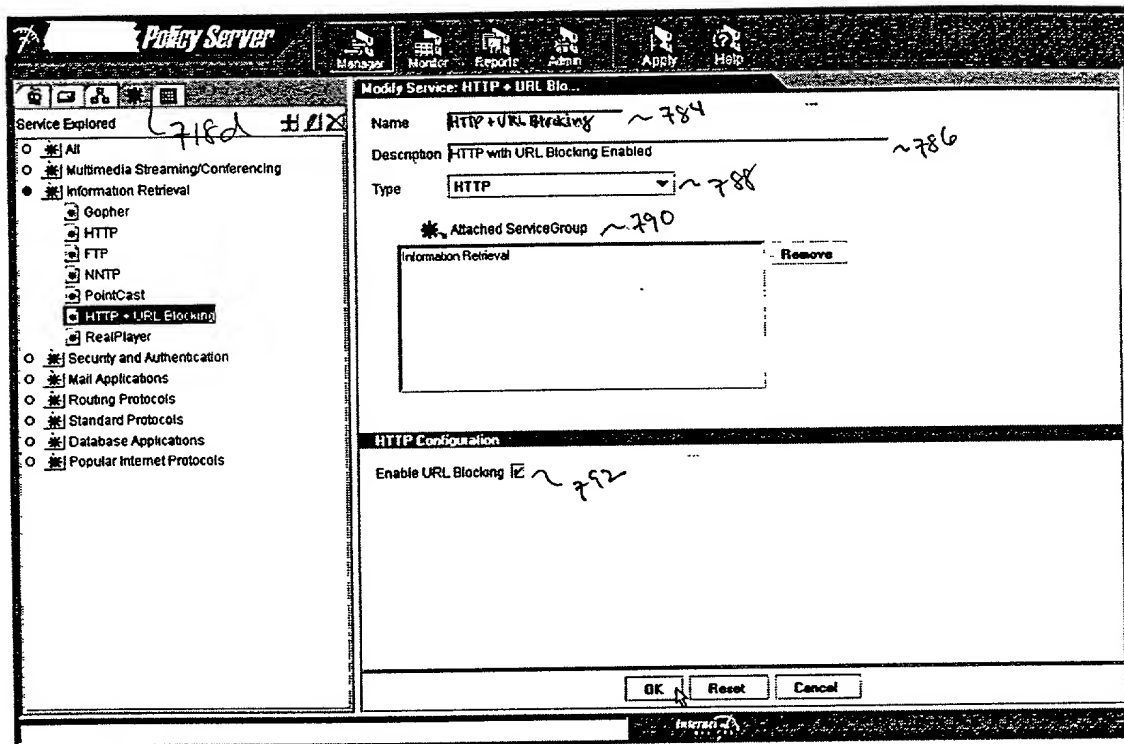 Policy Server
Manager Monitor Reports Admin Apply Help
718d
Service Explored
All
Multimedia Streaming/Conferencing
Information Retrieval
Gopher
HTTP
FTP
NNTP
PointCast
HTTP + URL Blocking
RealPlayer
Security and Authentication
Mail Applications
Routing Protocols
Standard Protocols
Database Applications
Popular Internet Protocols
Modify Service: HTTP + URL Blo...
Name HTTP + URL Blocking ~784
Description HTTP with URL Blocking Enabled ~786
Type HTTP ~788
Attached ServiceGroup ~790
Information Retrieval
Remove
HTTP Configuration
Enable URL Blocking ~792
OK Reset Cancel